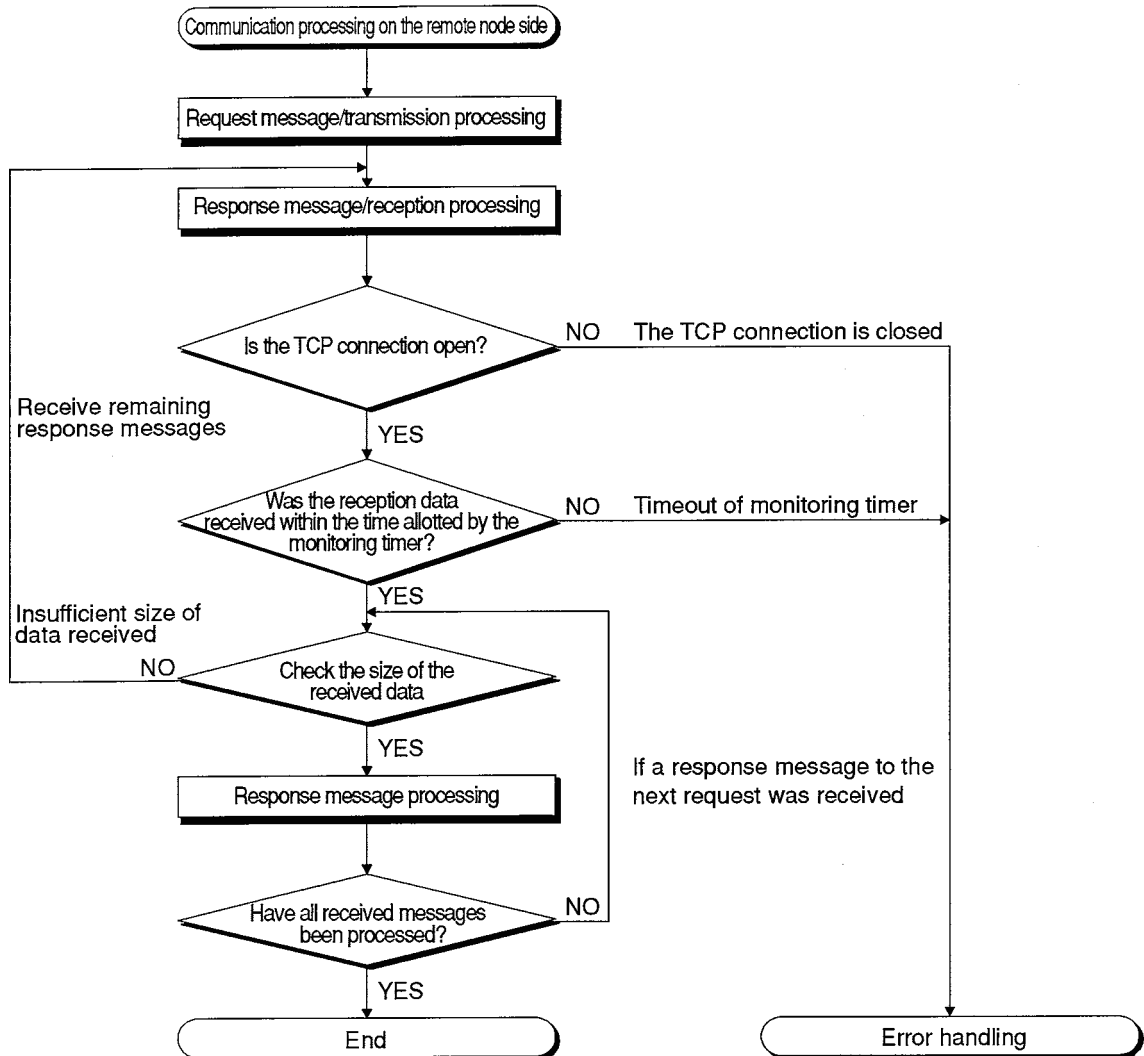 Communication processing on the remote node side
Request message/transmission processing
Response message/reception processing
Is the TCP connection open?
NO
The TCP connection is closed
Receive remaining
response messages
YES
Was the reception data
received within the time allotted by the
monitoring timer?
NO
Timeout of monitoring timer
YES
Insufficient size of
data received
NO
Check the size of the
received data
YES
If a response message to the
next request was received
Response message processing
Have all received messages
been processed?
NO
YES
End
Error handling